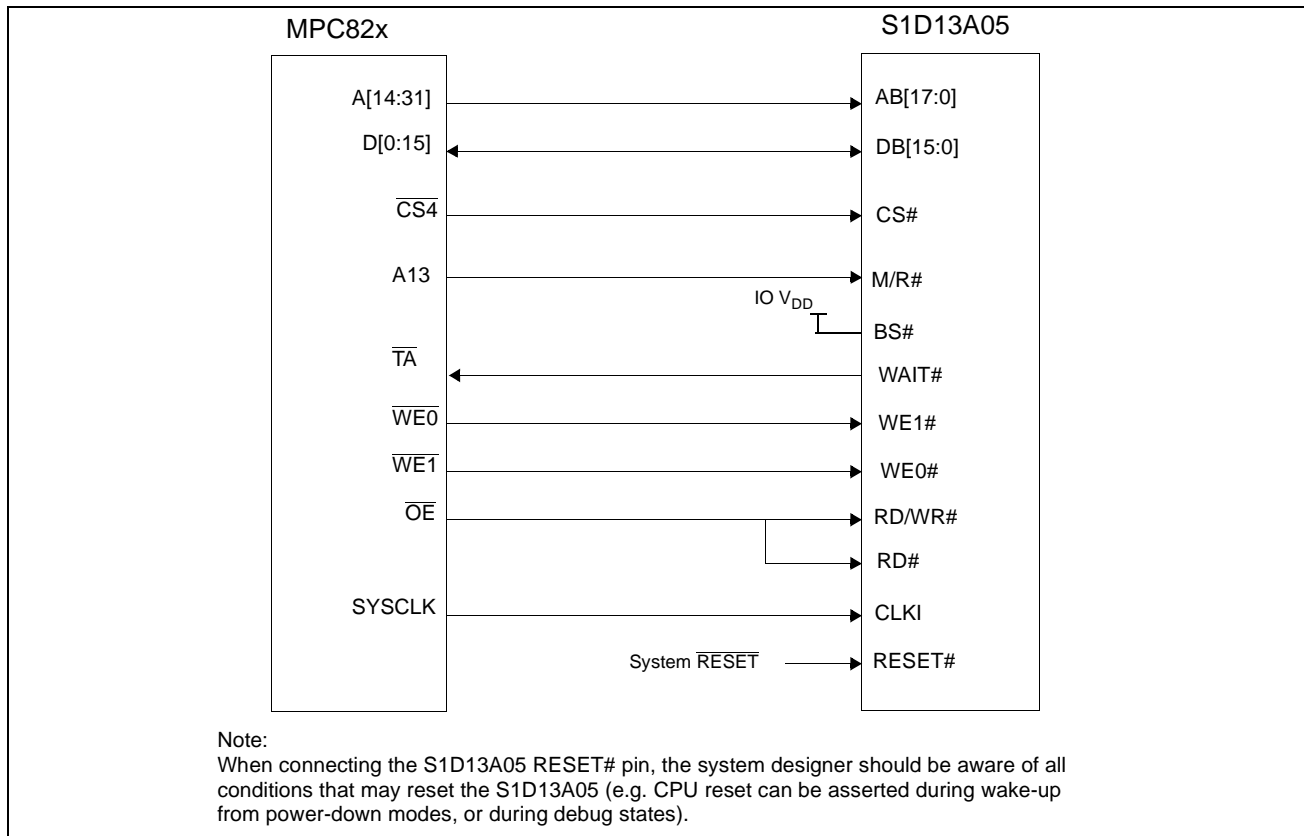 MPC82x S1D13A05
A[14:31] AB[17:0]
D[0:15] DB[15:0]
CS4 CS#
A13 M/R#
IO VDD
BS#
TA WAIT#
WE0 WE1#
WE1 WE0#
OE RD/WR#
RD#
SYSCLK CLKI
System RESET RESET#
Note:
When connecting the S1D13A05 RESET# pin, the system designer should be aware of all
conditions that may reset the S1D13A05 (e.g. CPU reset can be asserted during wake-up
from power-down modes, or during debug states).